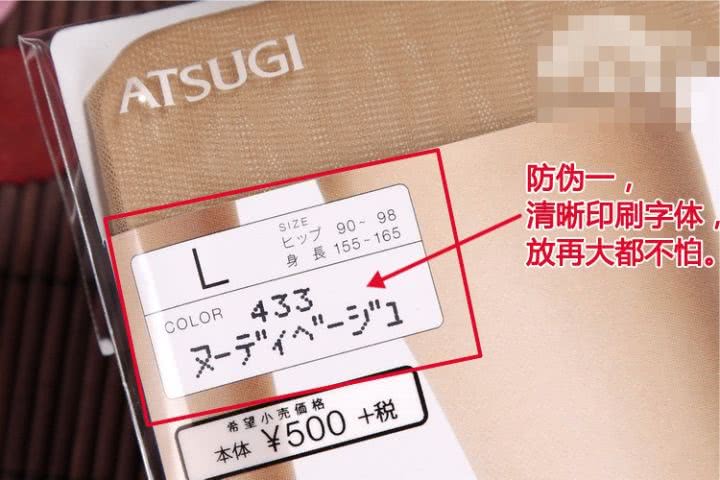 ATSUGI
防伪一，
清晰印刷字体，
放再大都不怕。
L
SIZE
ヒップ 90~98
身長 155-165
COLOR 433
ヌーディベージュ
希望小売価格
本体 ¥500 +税